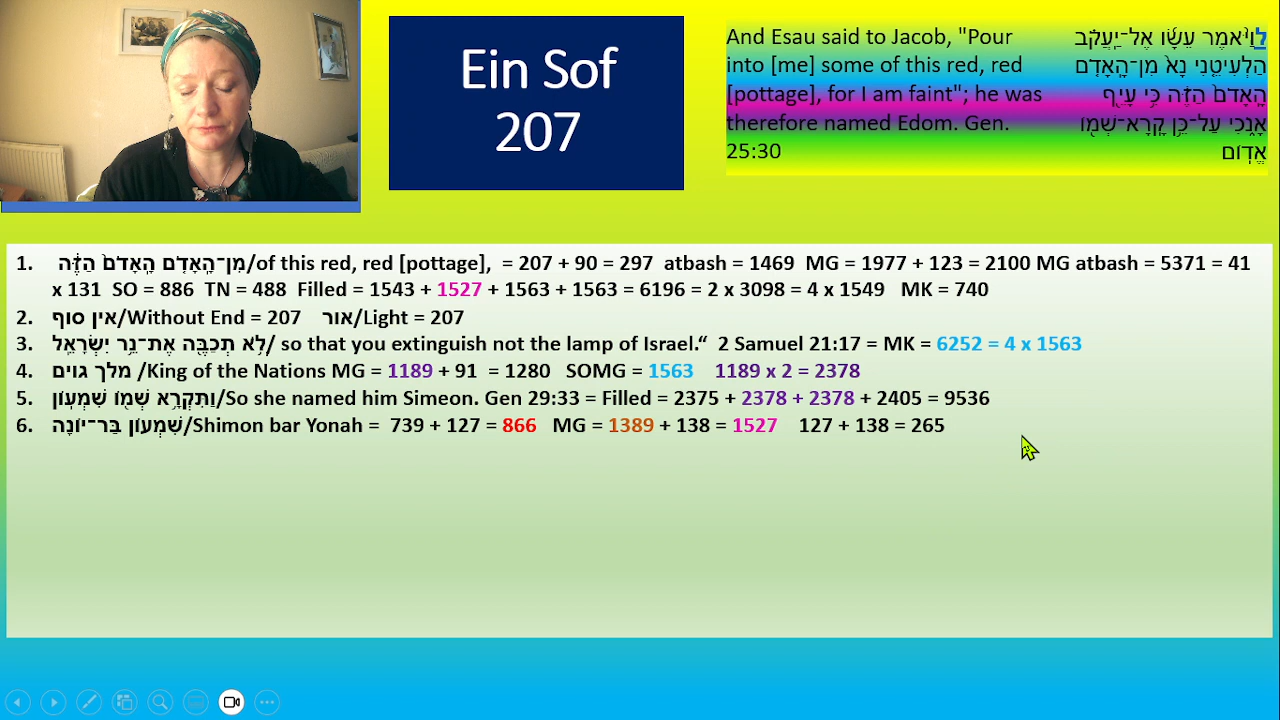 Ein Sof
207
And Esau said to Jacob, "Pour
into [me] some of this red, red
[pottage], for I am faint"; he was
therefore named Edom. Gen.
25:30
לוַיֹּ֨אמֶר עֵשָׂ֜ו אֶל־יַֽעֲקֹ֗ב
הַלְעִיטֵ֤נִי נָא֙ מִן־הָֽאָדֹ֤ם
הָֽאָדֹם֙ הַזֶּ֔ה כִּ֥י עָיֵ֖ף
אָנֹ֑כִי עַל־כֵּ֥ן קָֽרָא־שְׁמ֖וֹ
אֱדֽוֹם
1. מִן־הָֽאָדֹ֤ם הָֽאָדֹם֙ הַזֶּ֔ה/of this red, red [pottage], = 207 + 90 = 297 atbash = 1469 MG = 1977 + 123 = 2100 MG atbash = 5371 = 41
x 131 SO = 886 TN = 488 Filled = 1543 + 1527 + 1563 + 1563 = 6196 = 2 x 3098 = 4 x 1549 MK = 740
2. אין סוף/Without End = 207 אור/Light = 207
3. לֹ֥א תְכַבֶּ֖ה אֶת־נֵ֥ר יִשְׂרָאֵֽל/ so that you extinguish not the lamp of Israel.“ 2 Samuel 21:17 = MK = 6252 = 4 x 1563
4. מלך גוים /King of the Nations MG = 1189 + 91 = 1280 SOMG = 1563 1189 x 2 = 2378
5. וַתִּקְרָ֥א שְׁמ֖וֹ שִׁמְעֽוֹן/So she named him Simeon. Gen 29:33 = Filled = 2375 + 2378 + 2378 + 2405 = 9536
6. שִׁמְע֥וֹן בַּר־יוֹנָ֖ה/Shimon bar Yonah = 739 + 127 = 866 MG = 1389 + 138 = 1527 127 + 138 = 265